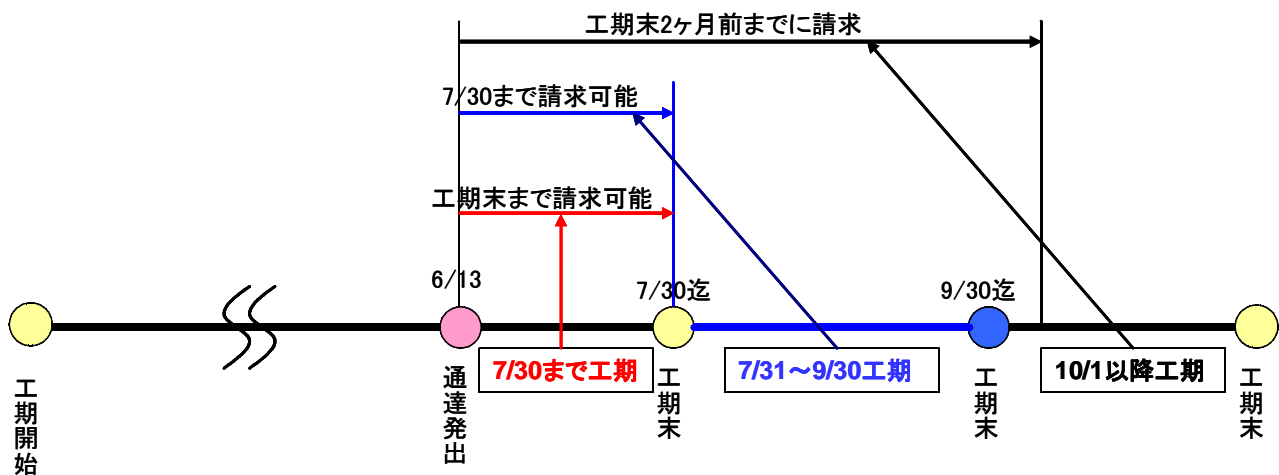 工期末2ヶ月前までに請求
7/30まで請求可能
工期末まで請求可能
6/13
7/30迄
9/30迄
7/30まで工期
7/31～9/30工期
10/1以降工期
工期開始
通達発出
工期末
工期末
工期末